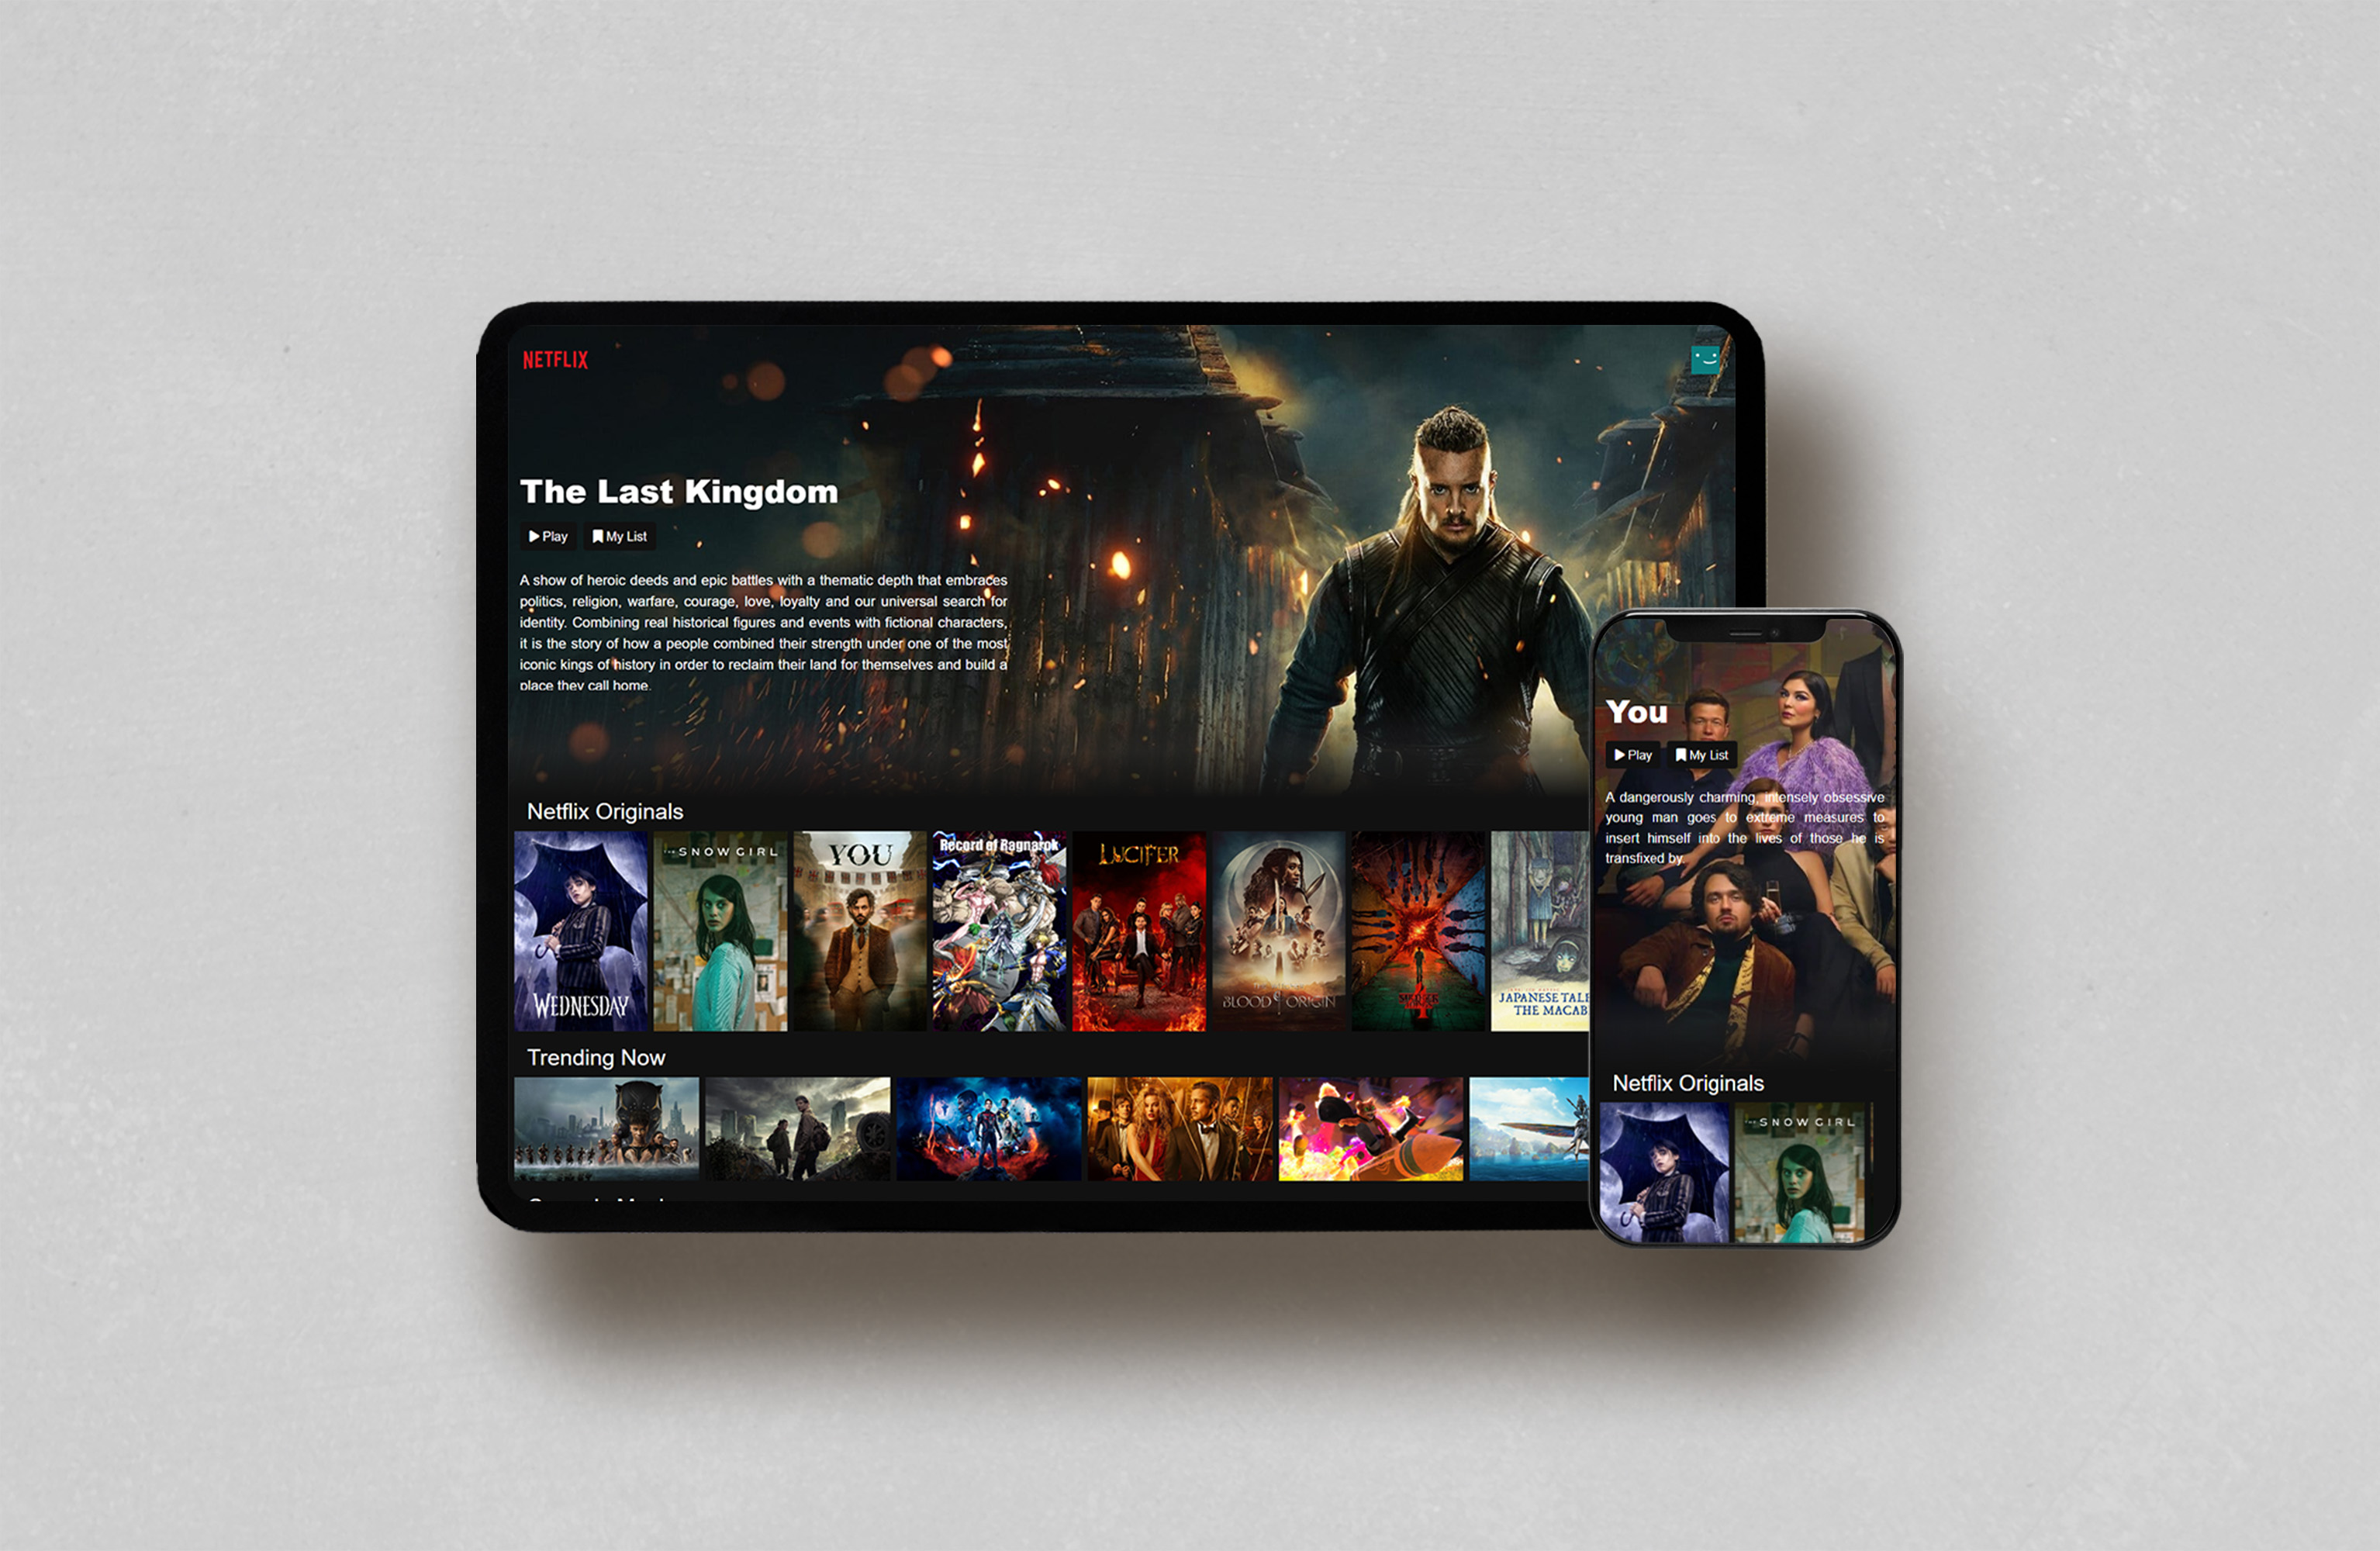 NETFLIX
The Last Kingdom
Play
My List
A show of heroic deeds and epic battles with a thematic depth that embraces
politics, religion, warfare, courage, love, loyalty and our universal search for
identity. Combining real historical figures and events with fictional characters,
it is the story of how a people combined their strength under one of the most
iconic kings of history in order to reclaim their land for themselves and build a
place they call home.
Netflix Originals
WEDNESDAY
THE SNOW GIRL
YOU
Record of Ragnarok
LUCIFER
BLOOD ORIGIN
4
JAPANESE TALE
THE MACAB
Trending Now
You
Play
My List
A dangerously charming, intensely obsessive
young man goes to extreme measures to
insert himself into the lives of those he is
transfixed by.
Netflix Originals
THE SNOW GIRL